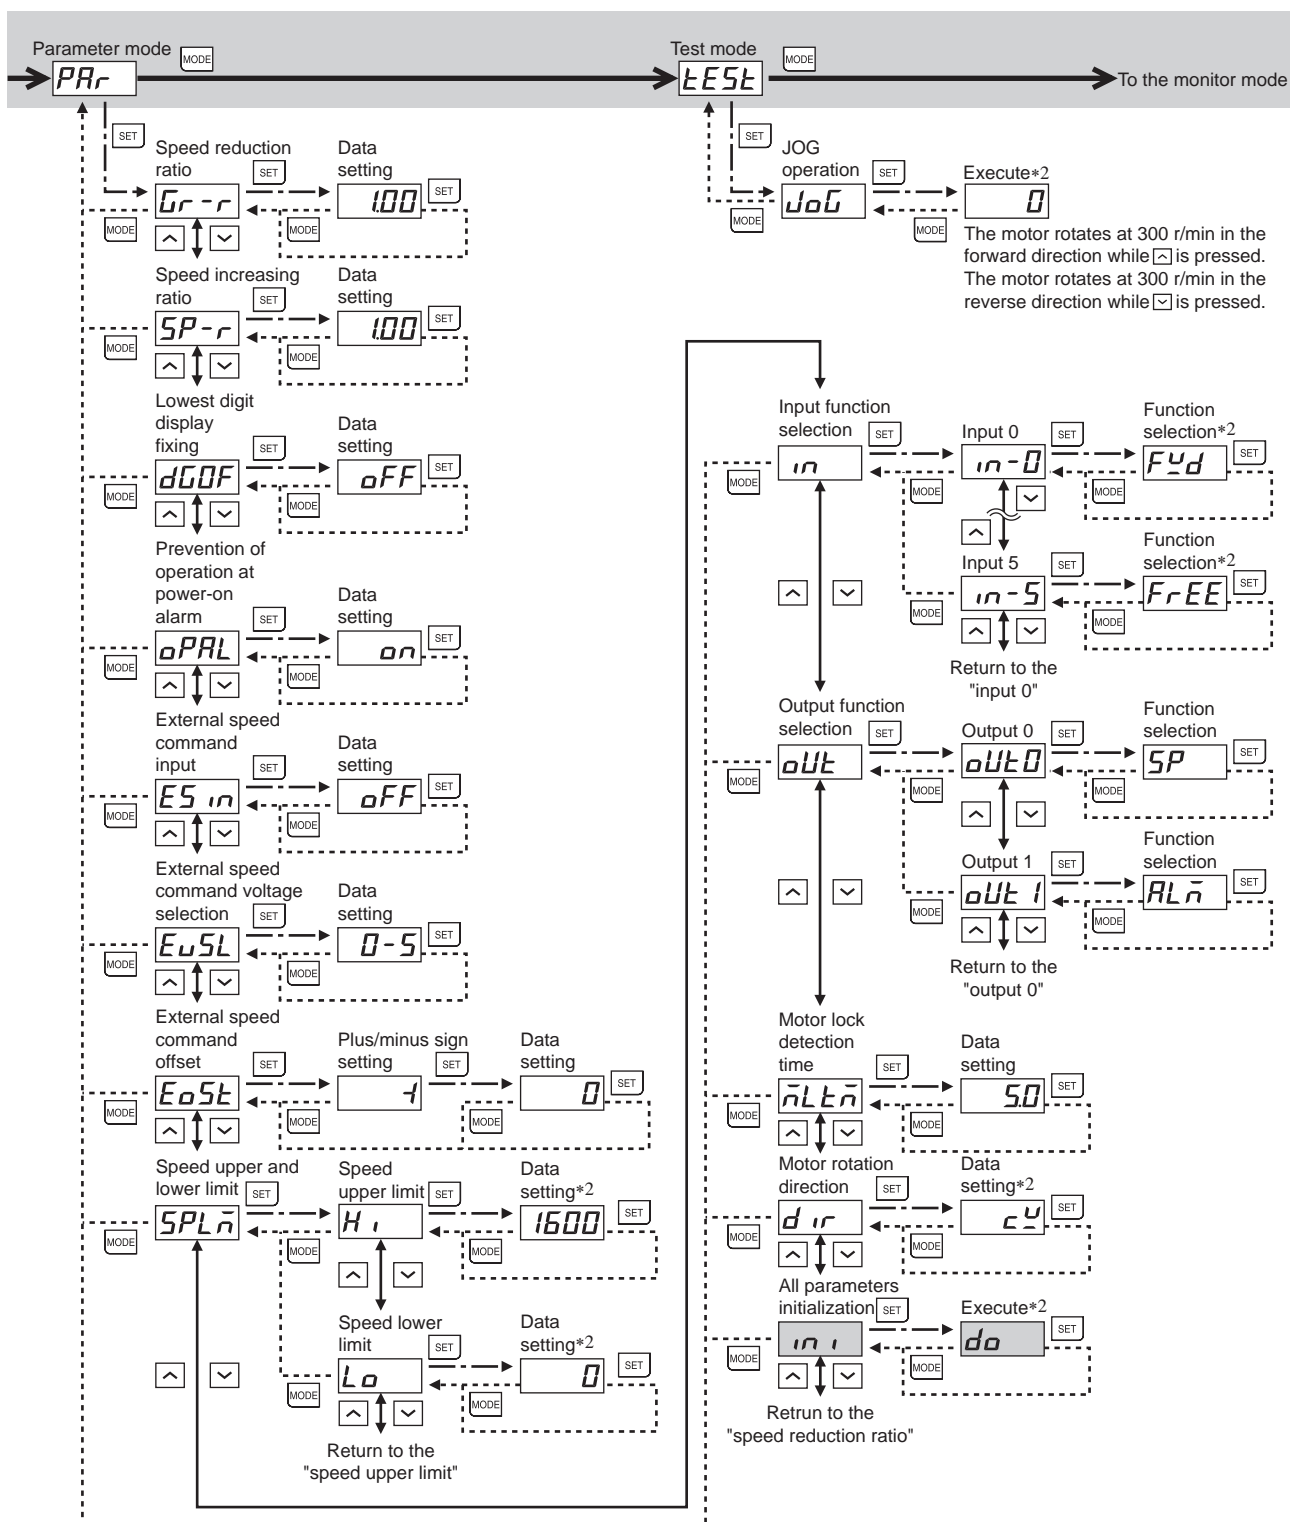 Parameter mode
MODE
PAr
Test mode
MODE
tESt
To the monitor mode
SET
Speed reduction
ratio
SET
Data
setting
Gr-r
1.00
SET
MODE
MODE
Speed increasing
ratio
SET
Data
setting
SP-r
1.00
SET
MODE
MODE
Lowest digit
display
fixing
SET
Data
setting
dGOF
oFF
SET
MODE
MODE
Prevention of
operation at
power-on
alarm
SET
Data
setting
oPAL
on
SET
MODE
MODE
External speed
command
input
SET
Data
setting
ES in
oFF
SET
MODE
MODE
External speed
command voltage
selection
SET
Data
setting
EvSL
0-5
SET
MODE
MODE
External speed
command
offset
SET
Plus/minus sign
setting
SET
Data
setting
EoSt
0
SET
MODE
MODE
MODE
Speed upper and
lower limit
SET
Speed
upper limit
SET
Data
setting*2
SPLm
Hi
1600
SET
MODE
MODE
MODE
Speed lower
limit
SET
Data
setting*2
Lo
0
SET
MODE
MODE
Return to the
"speed upper limit"
SET
JOG
operation
SET
Execute*2
JoG
0
MODE
MODE
The motor rotates at 300 r/min in the
forward direction while ^ is pressed.
The motor rotates at 300 r/min in the
reverse direction while v is pressed.
Input function
selection
SET
Input 0
SET
Function
selection*2
in
in-0
FWd
SET
MODE
MODE
MODE
Input 5
SET
Function
selection*2
in-5
FrEE
SET
MODE
MODE
Return to the
"input 0"
Output function
selection
SET
Output 0
SET
Function
selection
oUt
oUt0
SP
SET
MODE
MODE
MODE
Output 1
SET
Function
selection
oUt1
ALm
SET
MODE
MODE
Return to the
"output 0"
Motor lock
detection
time
SET
Data
setting
mLtm
5.0
SET
MODE
MODE
Motor rotation
direction
SET
Data
setting*2
dir
cW
SET
MODE
MODE
All parameters
initialization
SET
Execute*2
ini
do
SET
MODE
MODE
Retrun to the
"speed reduction ratio"